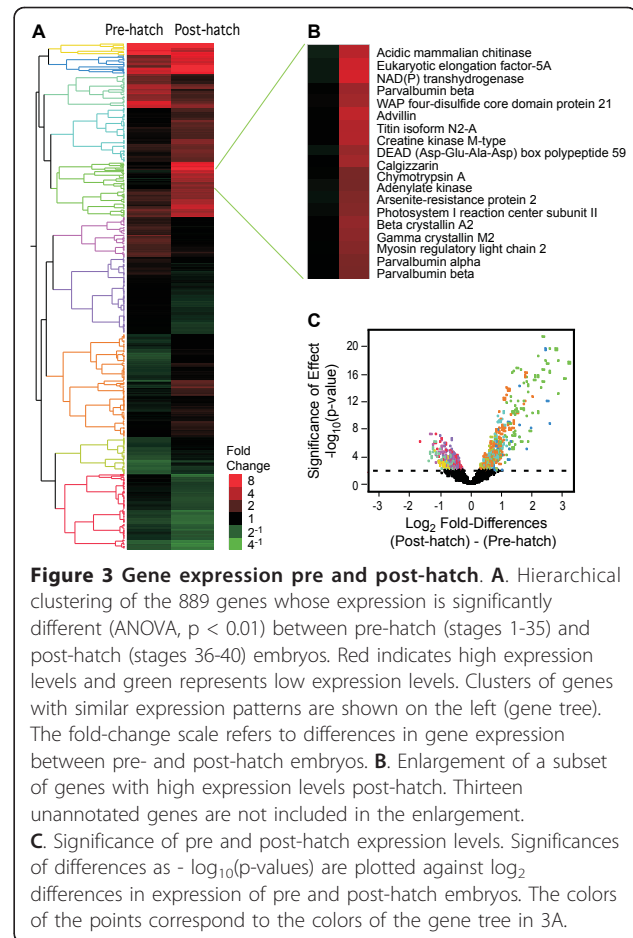 A
Pre-hatch Post-hatch
Fold
Change
8
4
2
1
2-1
4-1
B
Acidic mammalian chitinase
Eukaryotic elongation factor-5A
NAD(P) transhydrogenase
Parvalbumin beta
WAP four-disulfide core domain protein 21
Advillin
Titin isoform N2-A
Creatine kinase M-type
DEAD (Asp-Glu-Ala-Asp) box polypeptide 59
Calgizzarin
Chymotrypsin A
Adenylate kinase
Arsenite-resistance protein 2
Photosystem I reaction center subunit II
Beta crystallin A2
Gamma crystallin M2
Myosin regulatory light chain 2
Parvalbumin alpha
Parvalbumin beta
C
Significance of Effect
-log10(p-value)
20
16
12
8
4
0
-3 -2 -1 0 1 2 3
Log2 Fold-Differences
(Post-hatch) - (Pre-hatch)
Figure 3 Gene expression pre and post-hatch. A. Hierarchical
clustering of the 889 genes whose expression is significantly
different (ANOVA, p < 0.01) between pre-hatch (stages 1-35) and
post-hatch (stages 36-40) embryos. Red indicates high expression
levels and green represents low expression levels. Clusters of genes
with similar expression patterns are shown on the left (gene tree).
The fold-change scale refers to differences in gene expression
between pre- and post-hatch embryos. B. Enlargement of a subset
of genes with high expression levels post-hatch. Thirteen
unannotated genes are not included in the enlargement.
C. Significance of pre and post-hatch expression levels. Significances
of differences as - log10(p-values) are plotted against log2
differences in expression of pre and post-hatch embryos. The colors
of the points correspond to the colors of the gene tree in 3A.